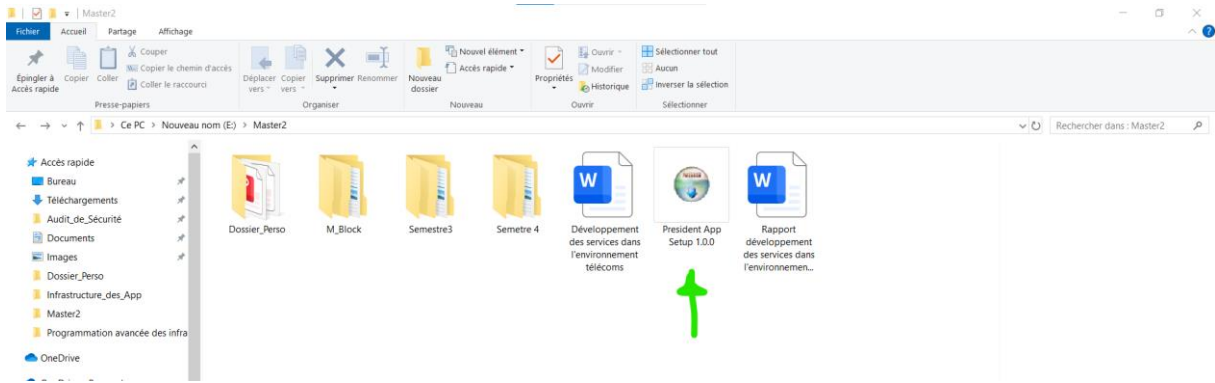 Master2
Fichier Accueil Partage Affichage
Épingler à Accès rapide
Copier
Coller
Couper
Copier le chemin d'accès
Coller le raccourci
Déplacer vers
Copier vers
Supprimer
Renommer
Nouveau dossier
Nouvel élément
Accès rapide
Propriétés
Ouvrir
Modifier
Historique
Sélectionner tout
Aucun
Inverser la sélection
Presse-papiers Organiser Nouveau Ouvrir Sélectionner
Ce PC > Nouveau nom (E:) > Master2
Rechercher dans : Master2
Accès rapide
Bureau
Téléchargements
Audit_de_Sécurité
Documents
Images
Dossier_Perso
Infrastructure_des_App
Master2
Programmation avancée des infra
OneDrive
Dossier_Perso
M_Block
Semestre3
Semetre 4
Développement
des services dans
l'environnement
télécoms
President App
Setup 1.0.0
Rapport
développement
des services dans
l'environnemen...